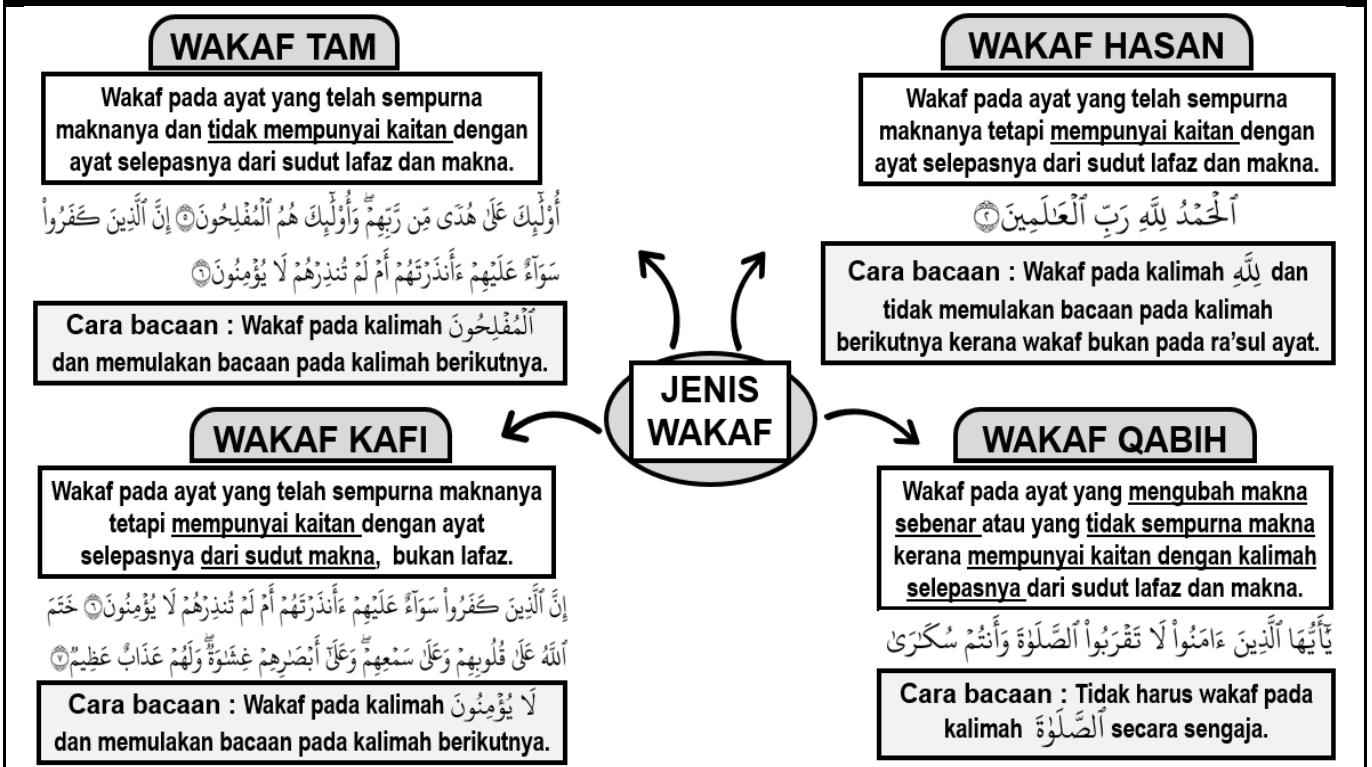 WAKAF TAM
Wakaf pada ayat yang telah sempurna
maknanya dan tidak mempunyai kaitan dengan
ayat selepasnya dari sudut lafaz dan makna.
أُوْلَٰٓئِكَ عَلَىٰ هُدٗى مِّن رَّبِّهِمۡۖ وَأُوْلَٰٓئِكَ هُمُ ٱلۡمُفۡلِحُونَ ٥ إِنَّ ٱلَّذِينَ كَفَرُواْ
سَوَآءٌ عَلَيۡهِمۡ ءَأَنذَرۡتَهُمۡ أَمۡ لَمۡ تُنذِرۡهُمۡ لَا يُؤۡمِنُونَ ٦
Cara bacaan : Wakaf pada kalimah ٱلۡمُفۡلِحُونَ
dan memulakan bacaan pada kalimah berikutnya.
WAKAF HASAN
Wakaf pada ayat yang telah sempurna
maknanya tetapi mempunyai kaitan dengan
ayat selepasnya dari sudut lafaz dan makna.
ٱلۡحَمۡدُ لِلَّهِ رَبِّ ٱلۡعَٰلَمِينَ ٢
Cara bacaan : Wakaf pada kalimah لِلَّهِ dan
tidak memulakan bacaan pada kalimah
berikutnya kerana wakaf bukan pada ra’sul ayat.
JENIS
WAKAF
WAKAF KAFI
Wakaf pada ayat yang telah sempurna maknanya
tetapi mempunyai kaitan dengan ayat
selepasnya dari sudut makna, bukan lafaz.
إِنَّ ٱلَّذِينَ كَفَرُواْ سَوَآءٌ عَلَيۡهِمۡ ءَأَنذَرۡتَهُمۡ أَمۡ لَمۡ تُنذِرۡهُمۡ لَا يُؤۡمِنُونَ ٦ خَتَمَ
ٱللَّهُ عَلَىٰ قُلُوبِهِمۡ وَعَلَىٰ سَمۡعِهِمۡۖ وَعَلَىٰٓ أَبۡصَٰرِهِمۡ غِشَٰوَةٞۖ وَلَهُمۡ عَذَابٌ عَظِيمٞ ٧
Cara bacaan : Wakaf pada kalimah لَا يُؤۡمِنُونَ
dan memulakan bacaan pada kalimah berikutnya.
WAKAF QABIH
Wakaf pada ayat yang mengubah makna
sebenar atau yang tidak sempurna makna
kerana mempunyai kaitan dengan kalimah
selepasnya dari sudut lafaz dan makna.
يَٰٓأَيُّهَا ٱلَّذِينَ ءَامَنُواْ لَا تَقۡرَبُواْ ٱلصَّلَوٰةَ وَأَنتُمۡ سُكَٰرَىٰ
Cara bacaan : Tidak harus wakaf pada
kalimah ٱلصَّلَوٰةَ secara sengaja.